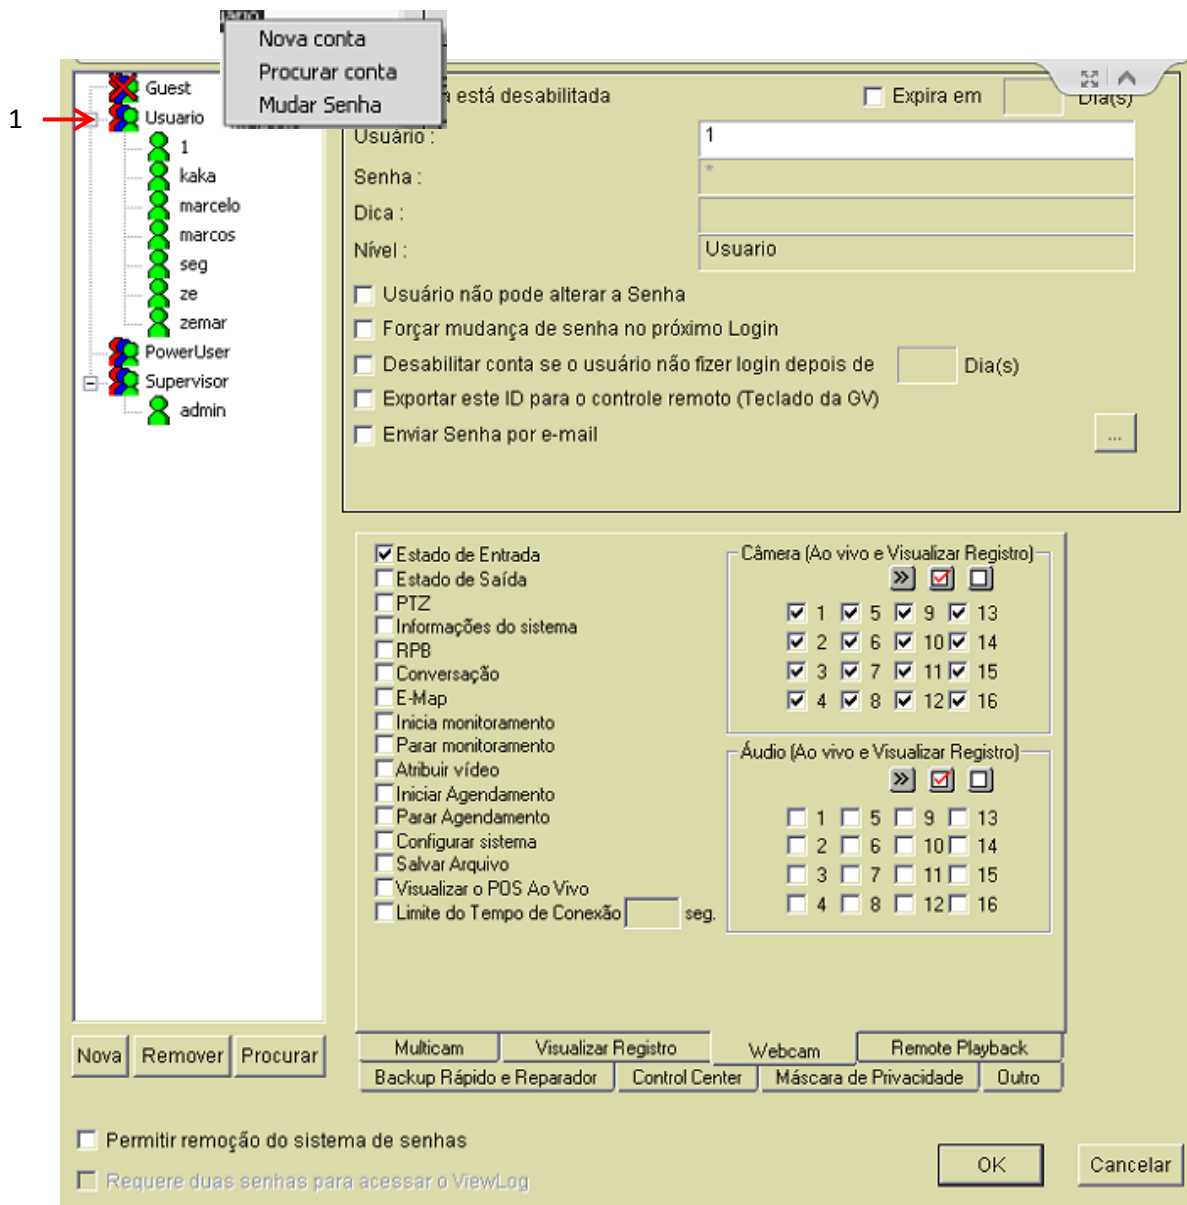 Nova conta
Procurar conta
Mudar Senha
Guest
está desabilitada
Expira em
Dia(s)
1
Usuario
Usuário :
1
1
Senha :
*
kaka
marcelo
Dica :
marcos
Nível :
Usuario
seg
ze
Usuário não pode alterar a Senha
zemar
Forçar mudança de senha no próximo Login
PowerUser
Desabilitar conta se o usuário não fizer login depois de
Dia(s)
Supervisor
Exportar este ID para o controle remoto (Teclado da GV)
admin
Enviar Senha por e-mail
...
Estado de Entrada
Estado de Saída
PTZ
Informações do sistema
RPB
Conversação
E-Map
Inicia monitoramento
Parar monitoramento
Atribuir vídeo
Iniciar Agendamento
Parar Agendamento
Configurar sistema
Salvar Arquivo
Visualizar o POS Ao Vivo
Limite do Tempo de Conexão seg.
Câmera (Ao vivo e Visualizar Registro)
1 5 9 13
2 6 10 14
3 7 11 15
4 8 12 16
Áudio (Ao vivo e Visualizar Registro)
1 5 9 13
2 6 10 14
3 7 11 15
4 8 12 16
Nova Remover Procurar
Multicam Visualizar Registro Webcam Remote Playback
Backup Rápido e Reparador Control Center Máscara de Privacidade Outro
Permitir remoção do sistema de senhas
Requere duas senhas para acessar o ViewLog
OK Cancelar